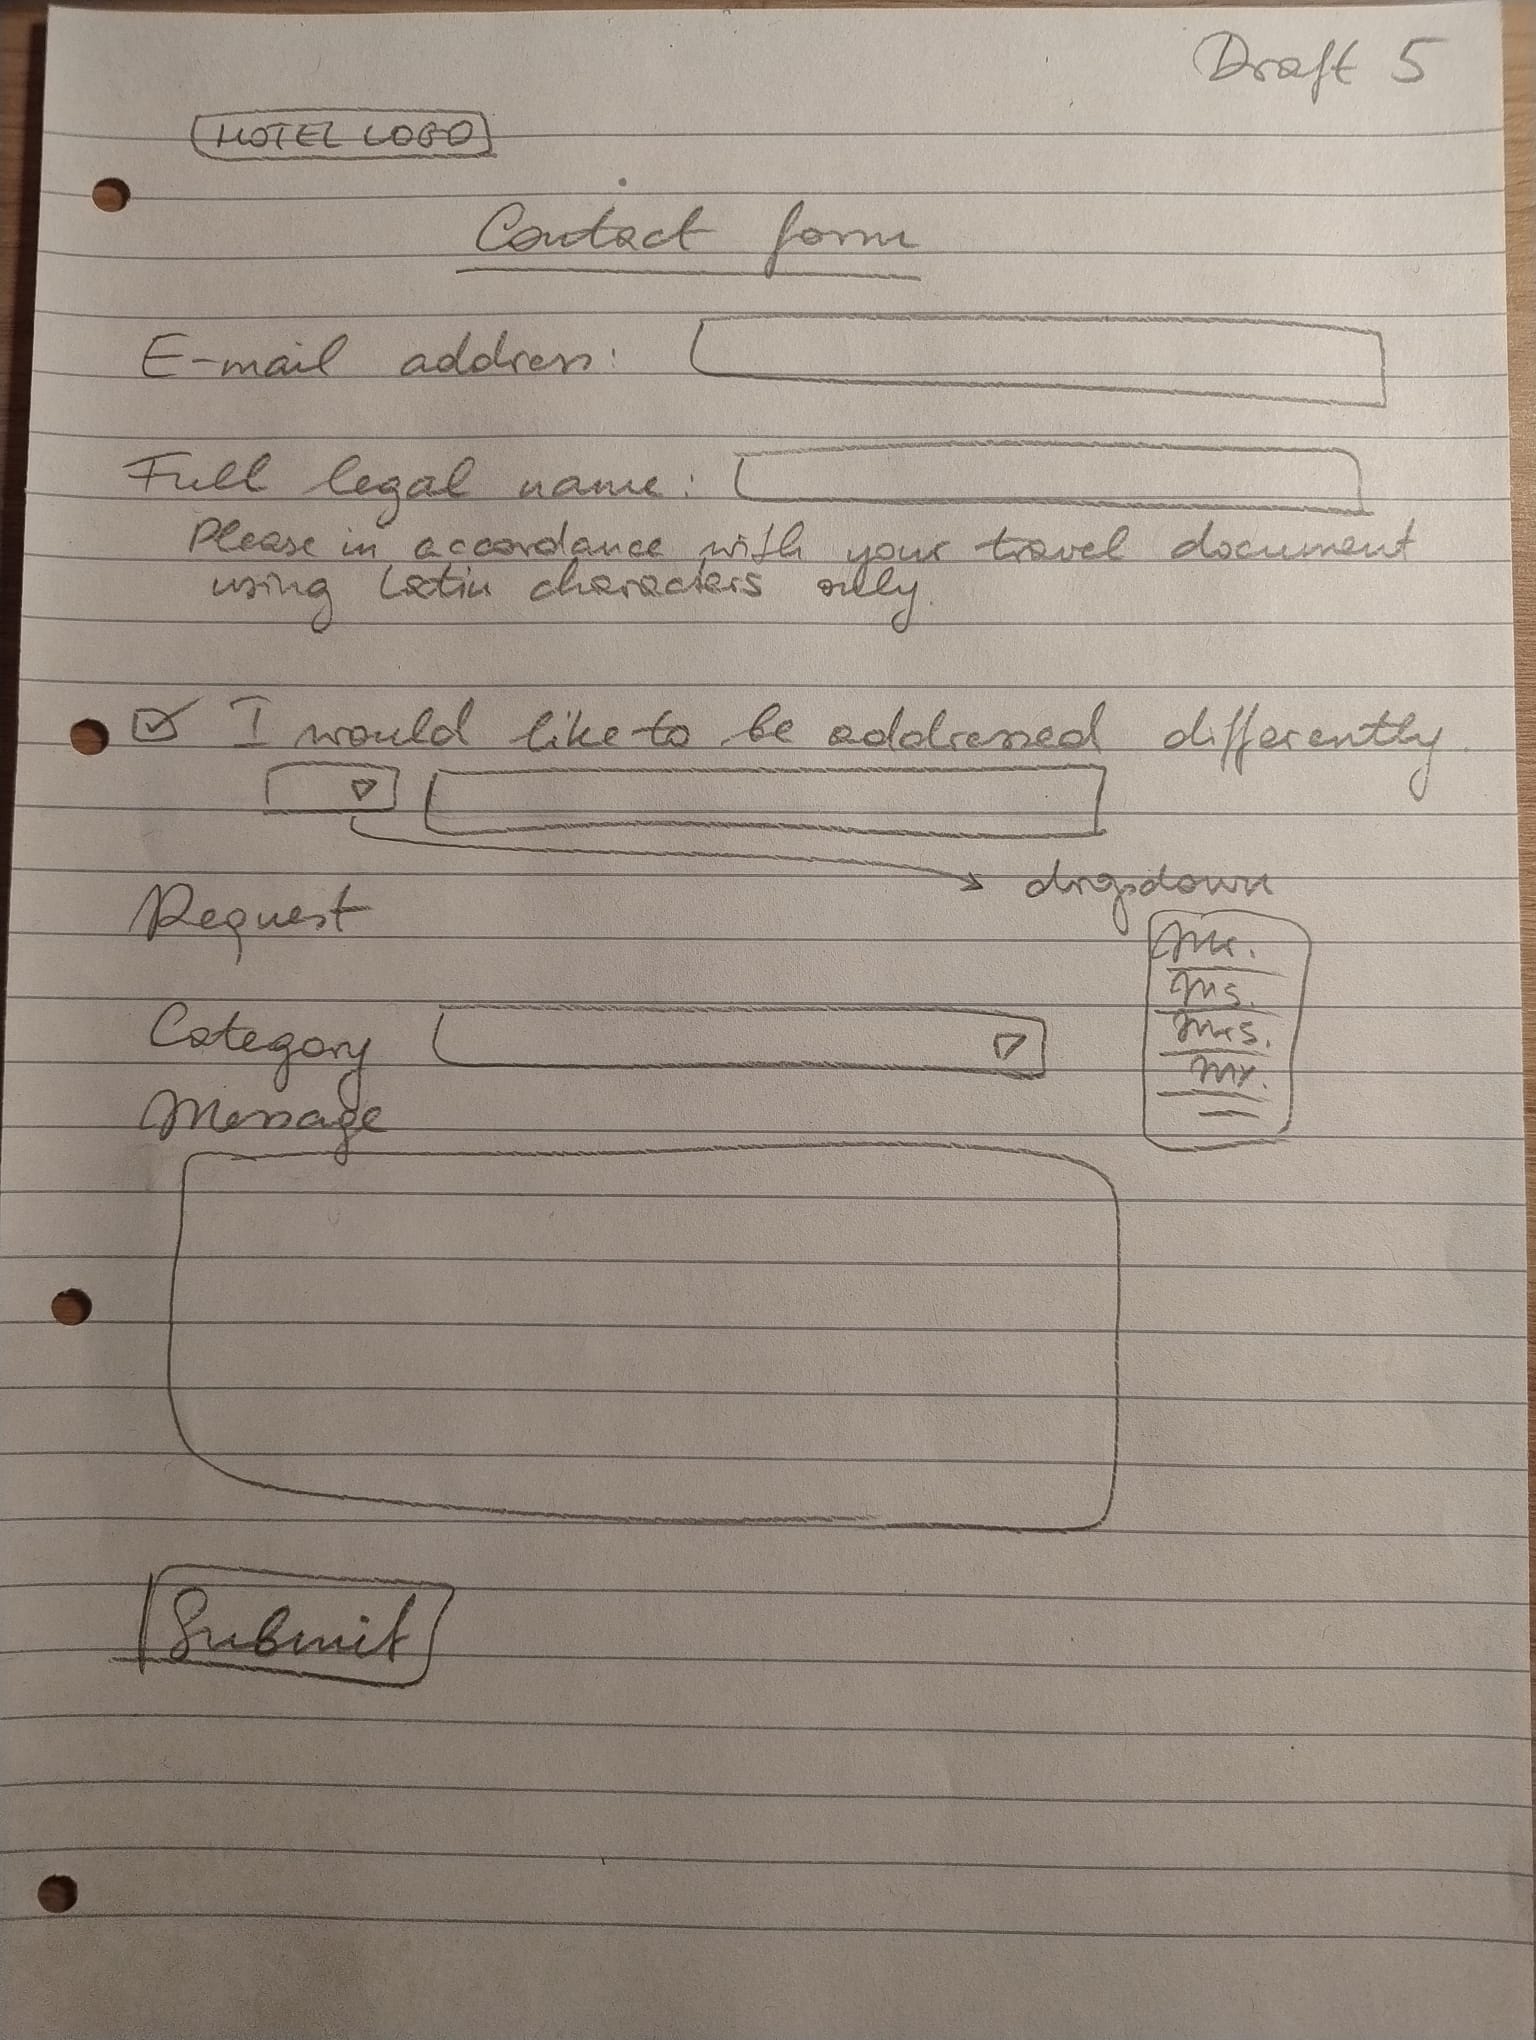 Draft 5
HOTEL LOGO
Contact form
E-mail address:
Full legal name:
Please in accordance with your travel document
using Latin characters only.
I would like to be addressed differently.
dropdown
Request
Mr.
Ms.
Category
Mrs.
Mx.
Message
Submit